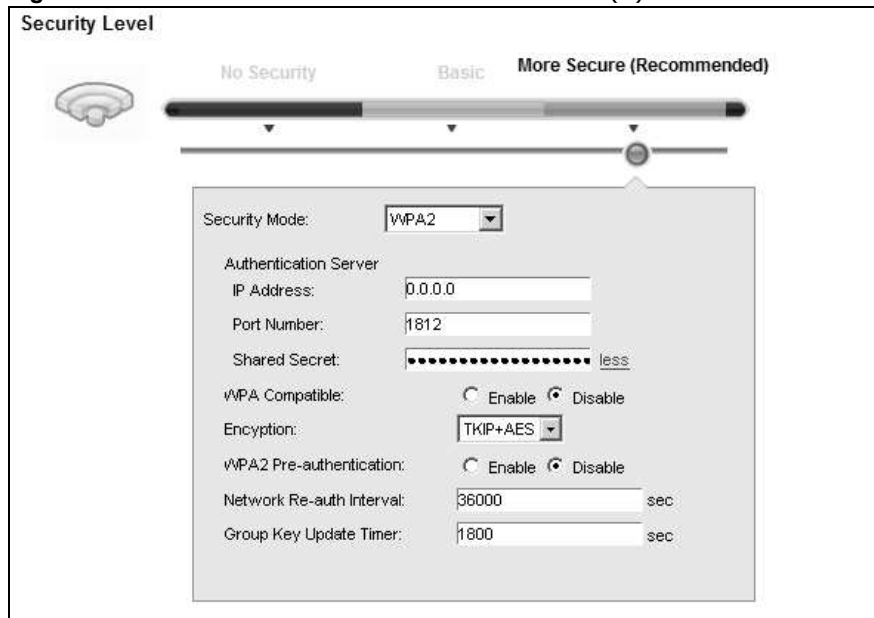 Security Level
No Security Basic More Secure (Recommended)
Security Mode: WPA2
Authentication Server
IP Address: 0.0.0.0
Port Number: 1812
Shared Secret: less
WPA Compatible: Enable Disable
Encyption: TKIP+AES
WPA2 Pre-authentication: Enable Disable
Network Re-auth Interval: 36000 sec
Group Key Update Timer: 1800 sec